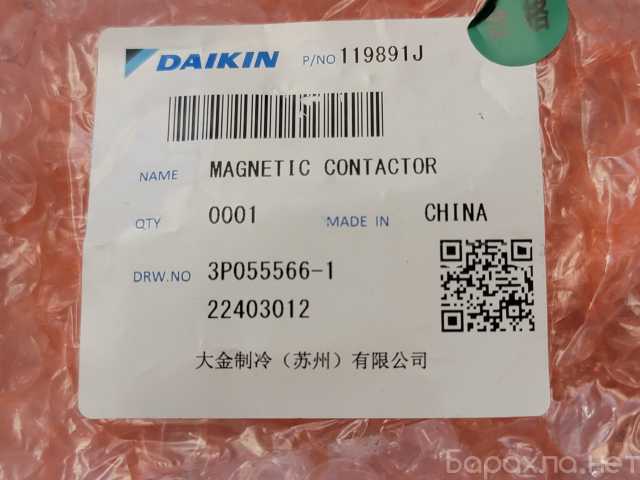 DAIKIN P/NO 119891J
NAME MAGNETIC CONTACTOR
QTY 0001 MADE IN CHINA
DRW.NO 3P055566-1
22403012
大金制冷（苏州）有限公司
Барахла.нет